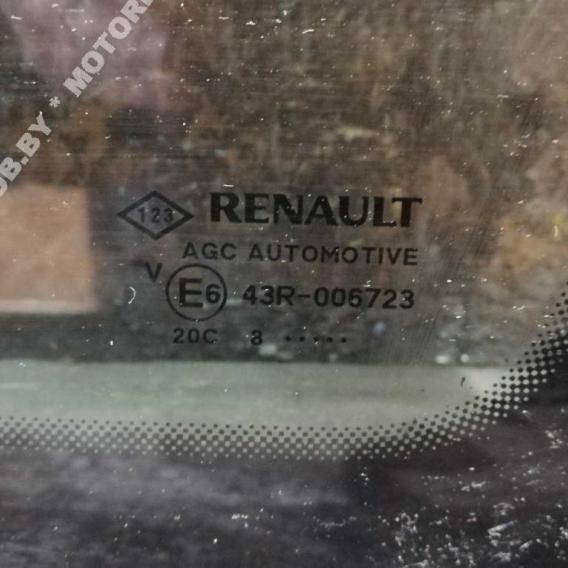 OB.BY * MOTOR
123 RENAULT
AGC AUTOMOTIVE
V
E6 43R-006723
20C 8 .....